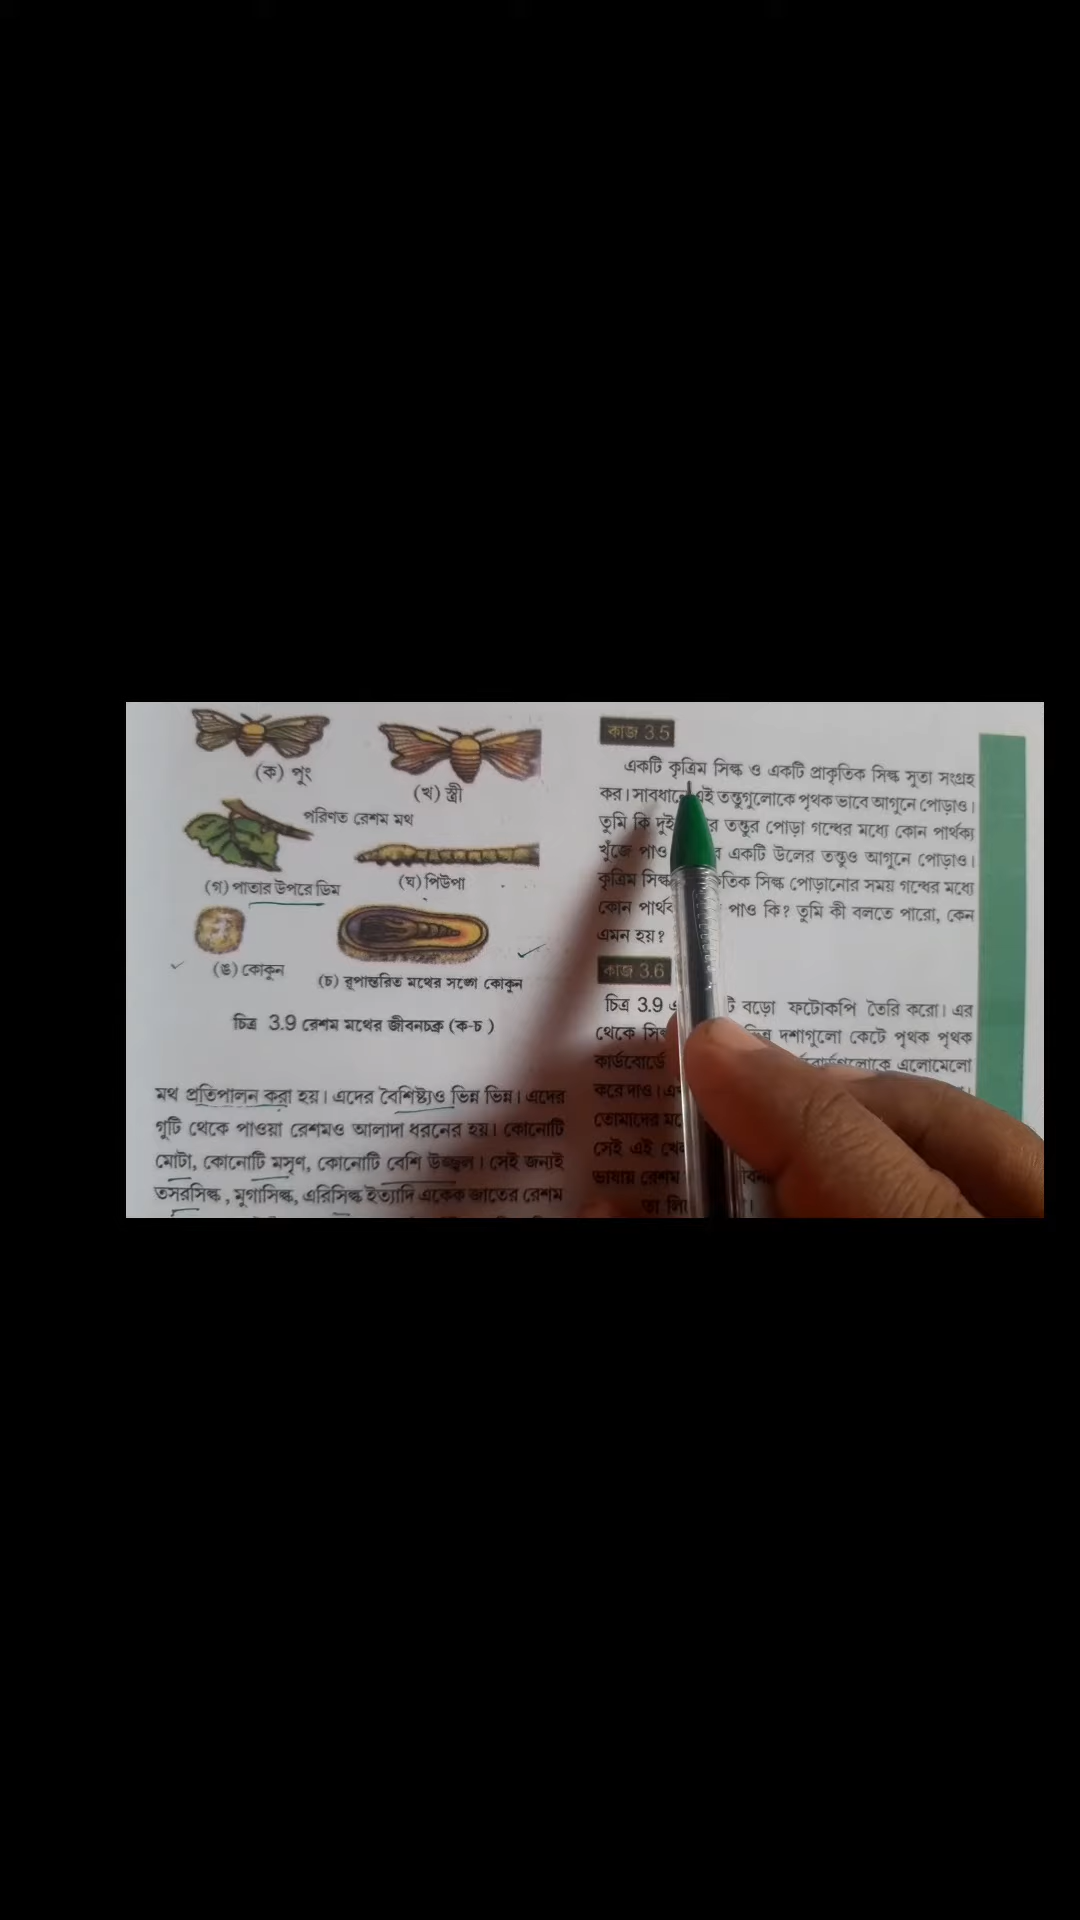 (ক) পুং
(খ) স্ত্রী
পরিণত রেশম মথ
(গ) পাতার উপরে ডিম
(ঘ) পিউপা
(ঙ) কোকুন
(চ) রূপান্তরিত মথের সঙ্গে কোকুন
চিত্র 3.9 রেশম মথের জীবনচক্র (ক-চ)
মথ প্রতিপালন করা হয়। এদের বৈশিষ্ট্যও ভিন্ন ভিন্ন। এদের
গুটি থেকে পাওয়া রেশমও আলাদা ধরনের হয়। কোনোটি
মোটা, কোনোটি মসৃণ, কোনোটি বেশি উজ্জ্বল। সেই জন্যই
তসরসিল্ক, মুগাসিল্ক, এরিসিল্ক ইত্যাদি একেক জাতের রেশম
কাজ 3.5
একটি কৃত্রিম সিল্ক ও একটি প্রাকৃতিক সিল্ক সুতা সংগ্রহ
কর। সাবধানে এই তন্তুগুলোকে পৃথক ভাবে আগুনে পোড়াও।
তুমি কি দুই র তন্তুর পোড়া গন্ধের মধ্যে কোন পার্থক্য
খুঁজে পাও একটি উলের তন্তুও আগুনে পোড়াও।
কৃত্রিম সিল্ক তিক সিল্ক পোড়ানোর সময় গন্ধের মধ্যে
কোন পাও কি? তুমি কী বলতে পারো, কেন
এমন হয়?
কাজ 3.6
চিত্র 3.9 এ টি বড়ো ফটোকপি তৈরি করো। এর
থেকে দশাগুলো কেটে পৃথক পৃথক
কার্ডবোর্ডে এলোমেলো
করে দাও।
তোমাদের
সেই এই
ভাষায় রেশম
তা